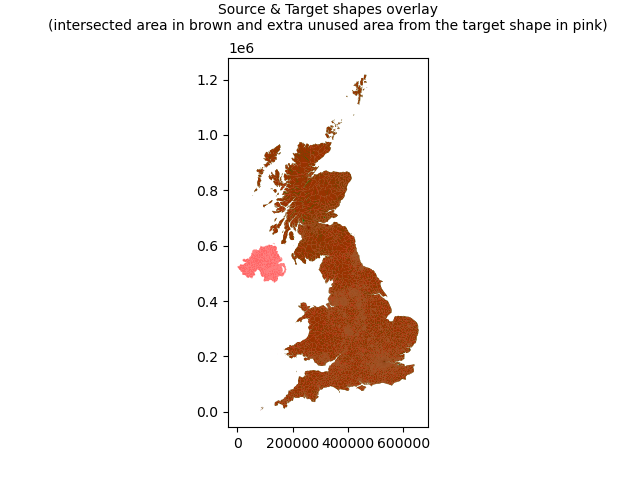 Source & Target shapes overlay
(intersected area in brown and extra unused area from the target shape in pink)
1e6
1.2
1.0
0.8
0.6
0.4
0.2
0.0
0 200000 400000 600000